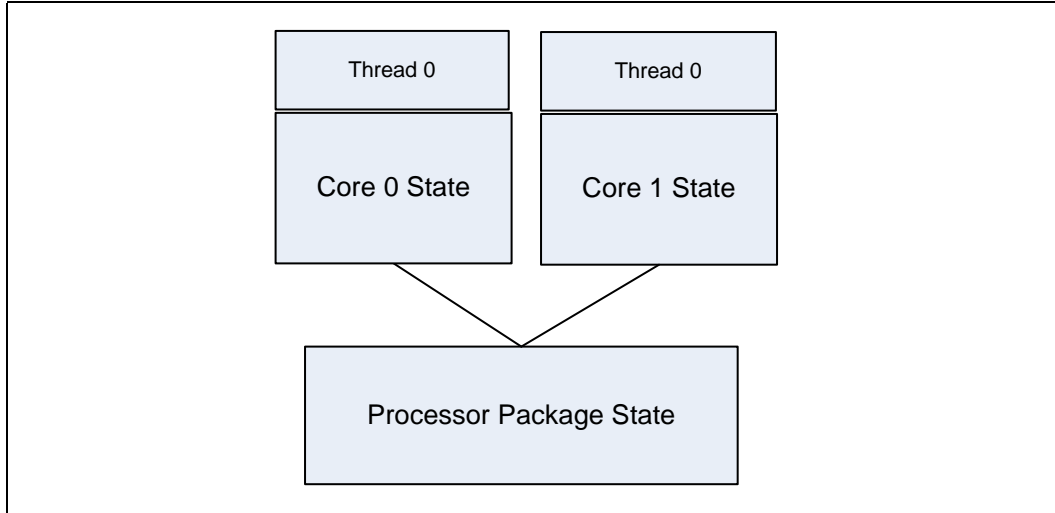 Thread 0
Thread 0
Core 0 State
Core 1 State
Processor Package State